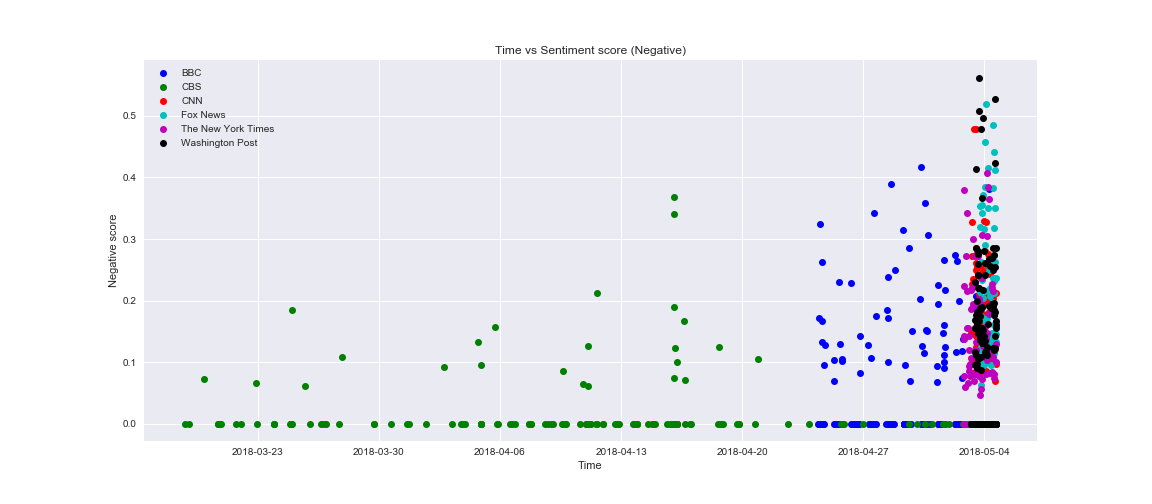 Time vs Sentiment score (Negative)
BBC
CBS
CNN
Fox News
The New York Times
Washington Post
0.5
0.4
0.3
0.2
0.1
0.0
Negative score
2018-03-23 2018-03-30 2018-04-06 2018-04-13 2018-04-20 2018-04-27 2018-05-04
Time